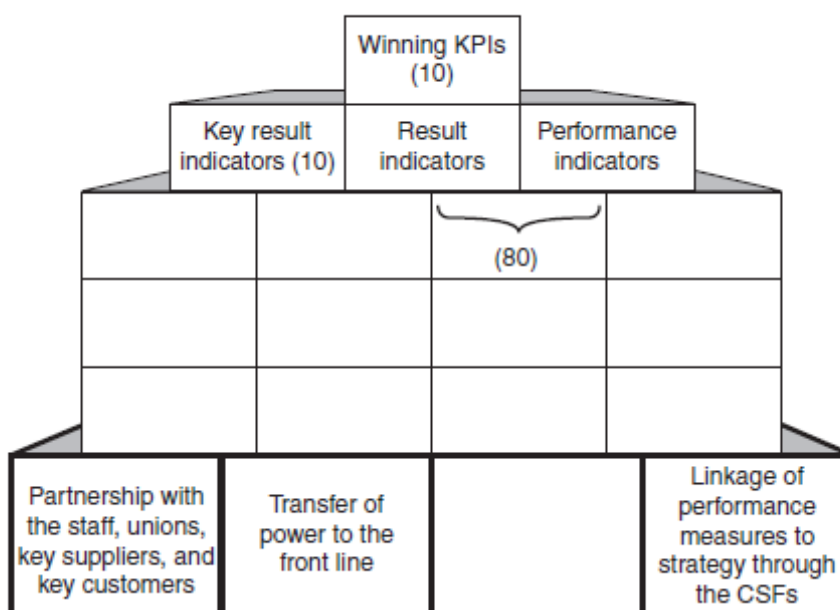 Winning KPIs
(10)
Key result
indicators (10)
Result
indicators
Performance
indicators
(80)
Partnership with
the staff, unions,
key suppliers, and
key customers
Transfer of
power to the
front line
Linkage of
performance
measures to
strategy through
the CSFs